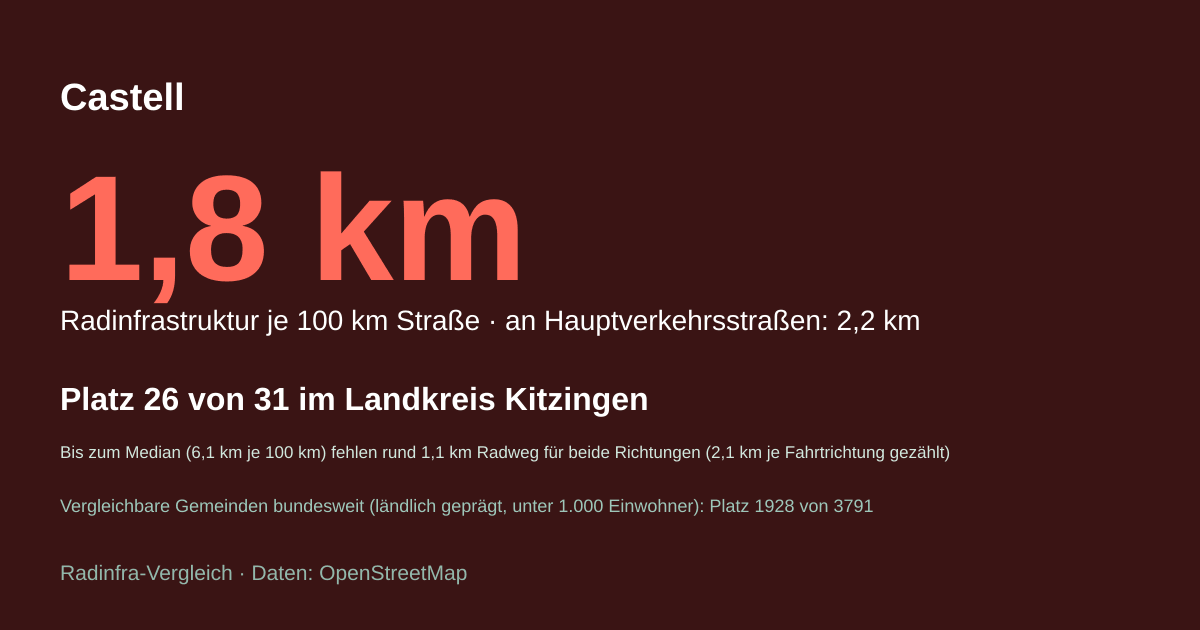 Castell
1,8 km
Radinfrastruktur je 100 km Straße · an Hauptverkehrsstraßen: 2,2 km
Platz 26 von 31 im Landkreis Kitzingen
Bis zum Median (6,1 km je 100 km) fehlen rund 1,1 km Radweg für beide Richtungen (2,1 km je Fahrtrichtung gezählt)
Vergleichbare Gemeinden bundesweit (ländlich geprägt, unter 1.000 Einwohner): Platz 1928 von 3791
Radinfra-Vergleich · Daten: OpenStreetMap